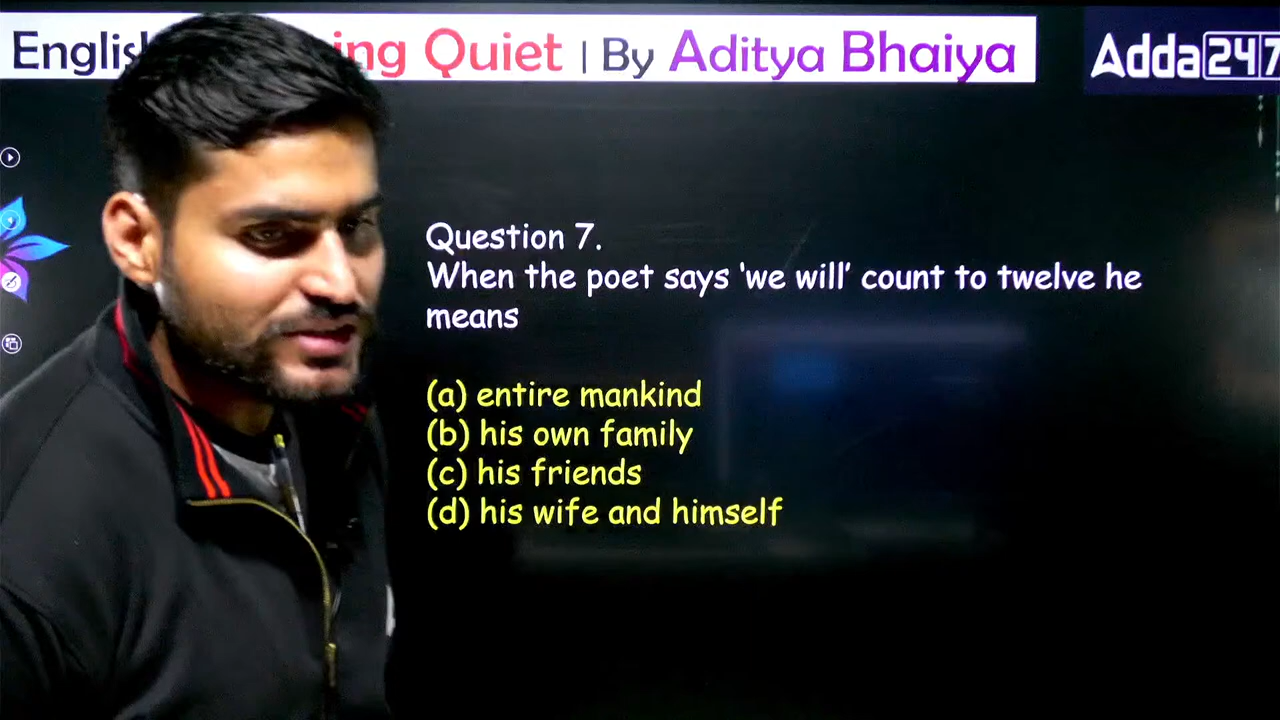 English ing Quiet | By Aditya Bhaiya
Adda247
Question 7.
When the poet says 'we will' count to twelve he
means
(a) entire mankind
(b) his own family
(c) his friends
(d) his wife and himself